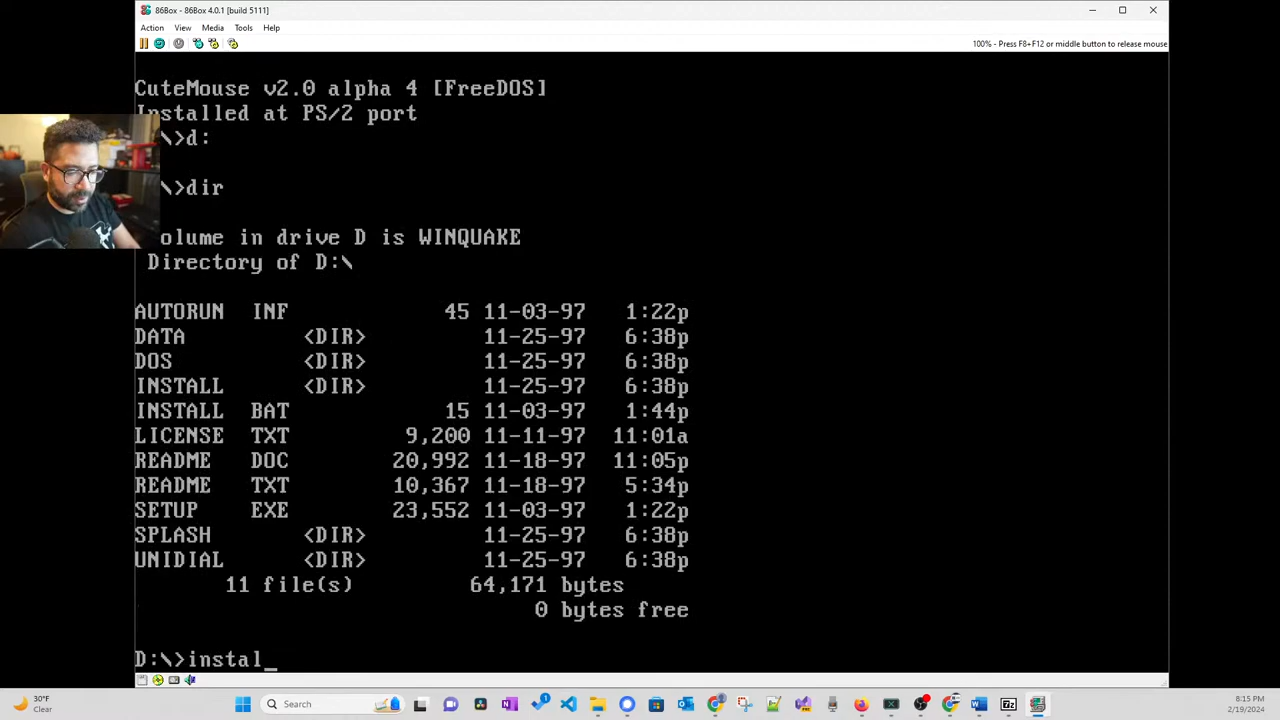 86Box - 86Box 4.0.1 [build 5111]
Action View Media Tools Help
100% - Press F8+F12 or middle button to release mouse
CuteMouse v2.0 alpha 4 [FreeDOS]
Installed at PS/2 port
\>d:
\>dir
olume in drive D is WINQUAKE
Directory of D:\
AUTORUN INF 45 11-03-97 1:22p
DATA <DIR> 11-25-97 6:38p
DOS <DIR> 11-25-97 6:38p
INSTALL <DIR> 11-25-97 6:38p
INSTALL BAT 15 11-03-97 1:44p
LICENSE TXT 9,200 11-11-97 11:01a
README DOC 20,992 11-18-97 11:05p
README TXT 10,367 11-18-97 5:34p
SETUP EXE 23,552 11-03-97 1:22p
SPLASH <DIR> 11-25-97 6:38p
UNIDIAL <DIR> 11-25-97 6:38p
11 file(s) 64,171 bytes
0 bytes free
D:\>instal_
30°F
Clear
Search
8:15 PM
2/19/2024